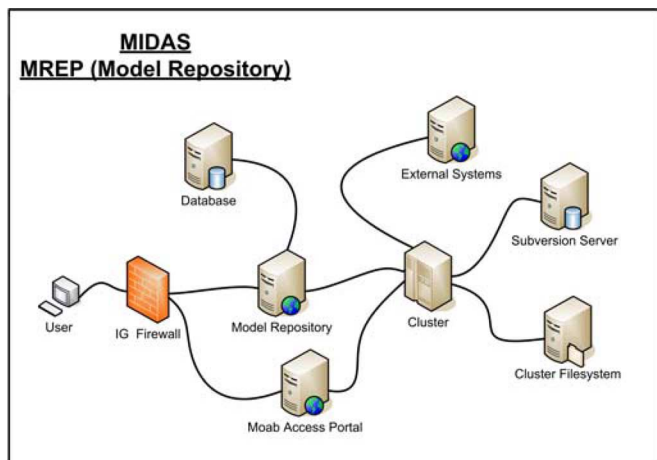 MIDAS
MREP (Model Repository)
External Systems
Database
Subversion Server
User
IG Firewall
Model Repository
Cluster
Cluster Filesystem
Moab Access Portal